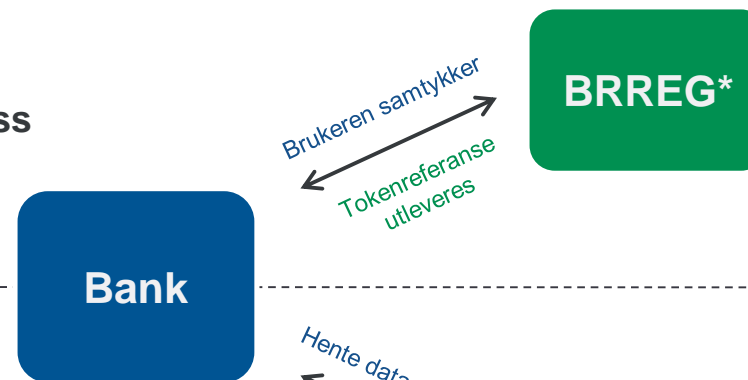 ss
Brukeren samtykker
BRREG*
Tokenreferanse
utleveres
Bank
Hente data